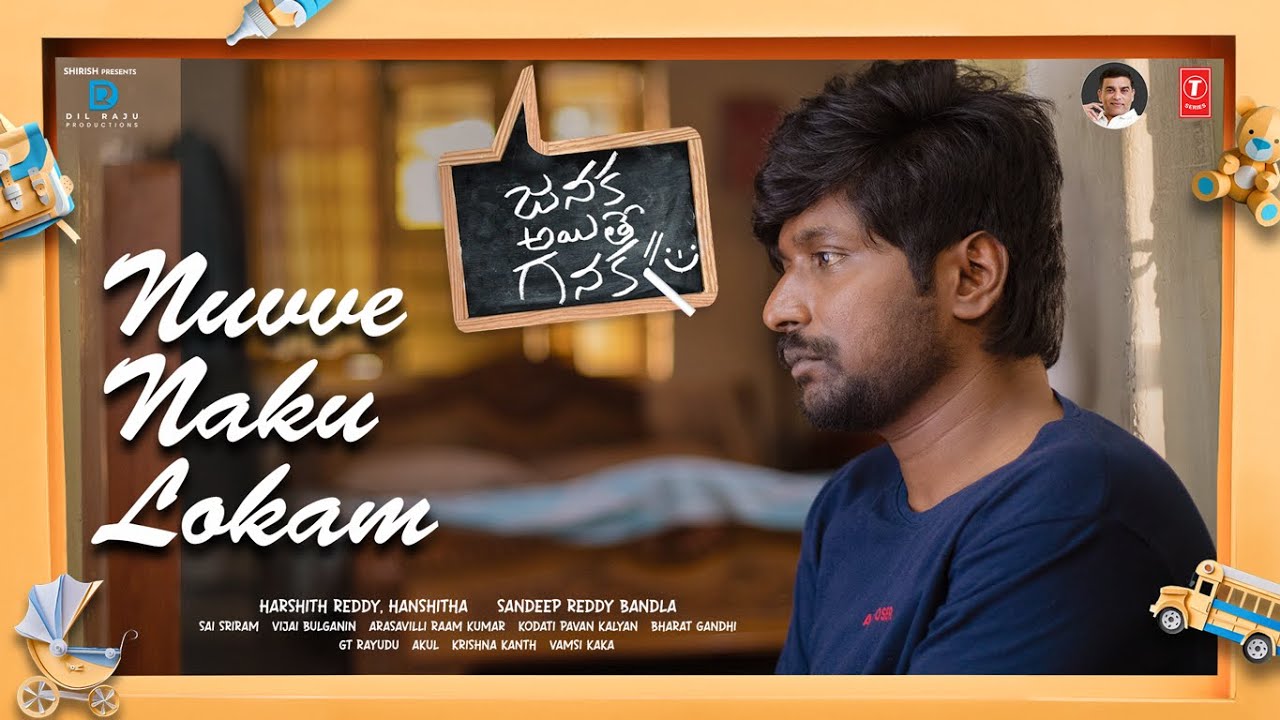 SHIRISH PRESENTS
DR
DIL RAJU
PRODUCTIONS
జనక
అయితే
గనక
T
SERIES
Nuvve
Naku
Lokam
HARSHITH REDDY, HANSHITHA SANDEEP REDDY BANDLA
SAI SRIRAM VIJAI BULGANIN ARASAVILLI RAAM KUMAR KODATI PAVAN KALYAN BHARAT GANDHI
GT RAYUDU AKUL KRISHNA KANTH VAMSI KAKA